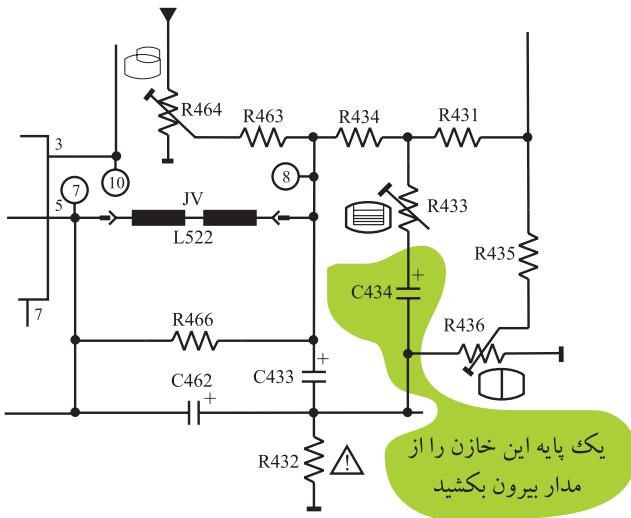 R464
R463
R434
R431
3
10
8
7
5
JV
L522
R433
R435
7
C434
+
R466
R436
C433
+
C462
+
R432
!
یک پایه این خازن را از
مدار بیرون بکشید